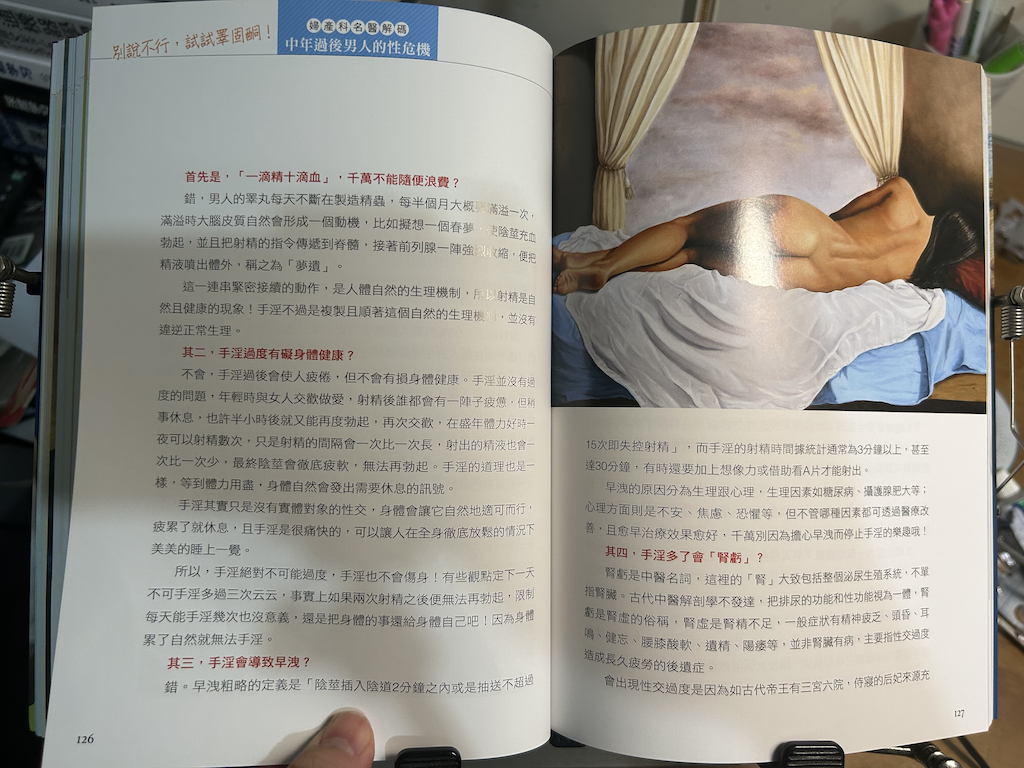 別說不行，試試睪固酮！
婦產科名醫解碼
中年過後男人的性危機
首先是，「一滴精十滴血」，千萬不能隨便浪費？
錯，男人的睪丸每天不斷在製造精蟲，每半個月大概 滿溢一次，
滿溢時大腦皮質自然會形成一個動機，比如擬想一個春夢，使陰莖充血
勃起，並且把射精的指令傳遞到脊髓，接著前列腺一陣強 收縮，便把
精液噴出體外，稱之為「夢遺」。
這一連串緊密接續的動作，是人體自然的生理機制，所以射精是自
然且健康的現象！手淫不過是複製且順著這個自然的生理機制，並沒有
違逆正常生理。
其二，手淫過度有礙身體健康？
不會，手淫過後會使人疲倦，但不會有損身體健康。手淫並沒有過
度的問題，年輕時與女人交歡做愛，射精後誰都會有一陣子疲憊，但稍
事休息，也許半小時後就又能再度勃起，再次交歡，在盛年體力好時一
夜可以射精數次，只是射精的間隔會一次比一次長，射出的精液也會一
次比一次少，最終陰莖會徹底疲軟，無法再勃起。手淫的道理也是一
樣，等到體力用盡，身體自然會發出需要休息的訊號。
手淫其實只是沒有實體對象的性交，身體會讓它自然地適可而行，
疲累了就休息，且手淫是很痛快的，可以讓人在全身徹底放鬆的情況下
美美的睡上一覺。
所以，手淫絕對不可能過度，手淫也不會傷身！有些觀點定下一天
不可手淫多過三次云云，事實上如果兩次射精之後便無法再勃起，限制
每天能手淫幾次也沒意義，還是把身體的事還給身體自己吧！因為身體
累了自然就無法手淫。
其三，手淫會導致早洩？
錯。早洩粗略的定義是「陰莖插入陰道2分鐘之內或是抽送不超過
126
15次即失控射精」，而手淫的射精時間據統計通常為3分鐘以上，甚至
達30分鐘，有時還要加上想像力或借助看A片才能射出。
早洩的原因分為生理跟心理，生理因素如糖尿病、攝護腺肥大等；
心理方面則是不安、焦慮、恐懼等，但不管哪種因素都可透過醫療改
善，且愈早治療效果愈好，千萬別因為擔心早洩而停止手淫的樂趣哦！
其四，手淫多了會「腎虧」？
腎虧是中醫名詞，這裡的「腎」大致包括整個泌尿生殖系統，不單
指腎臟。古代中醫解剖學不發達，把排尿的功能和性功能視為一體，腎
虧是腎虛的俗稱，腎虛是腎精不足，一般症狀有精神疲乏、頭昏、耳
鳴、健忘、腰膝酸軟、遺精、陽痿等，並非腎臟有病，主要指性交過度
造成長久疲勞的後遺症。
會出現性交過度是因為如古代帝王有三宮六院，侍寢的后妃來源充
127